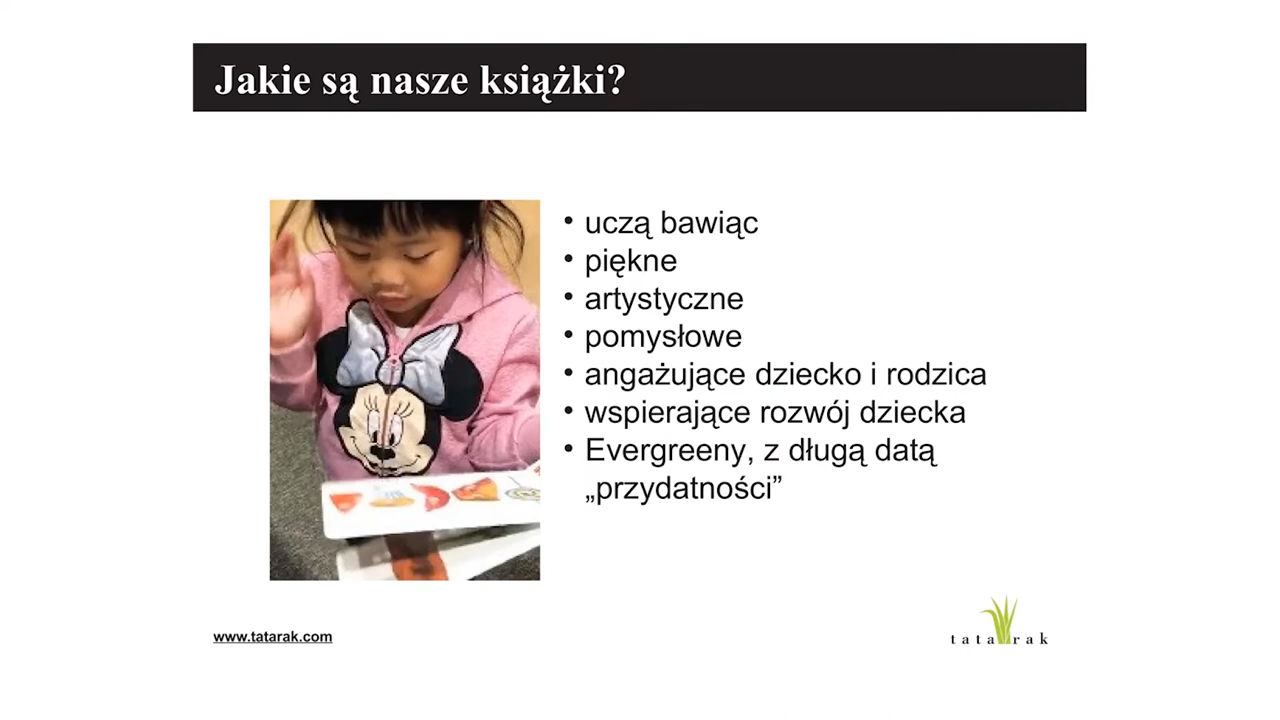 Jakie są nasze książki?
• uczą bawiąc
• piękne
• artystyczne
• pomysłowe
• angażujące dziecko i rodzica
• wspierające rozwój dziecka
• Evergreeny, z długą datą
„przydatności”
www.tatarak.com
tatarak